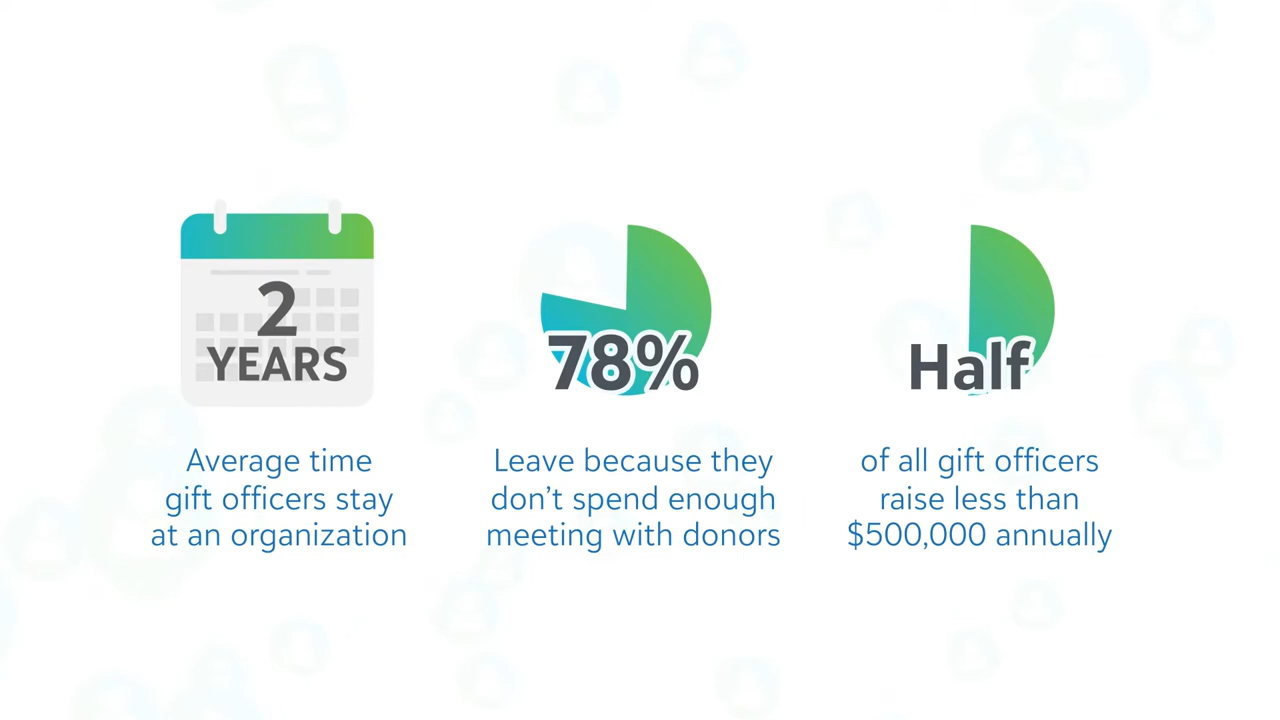 2
YEARS
Average time
gift officers stay
at an organization
78%
Leave because they
don’t spend enough
meeting with donors
Half
of all gift officers
raise less than
$500,000 annually